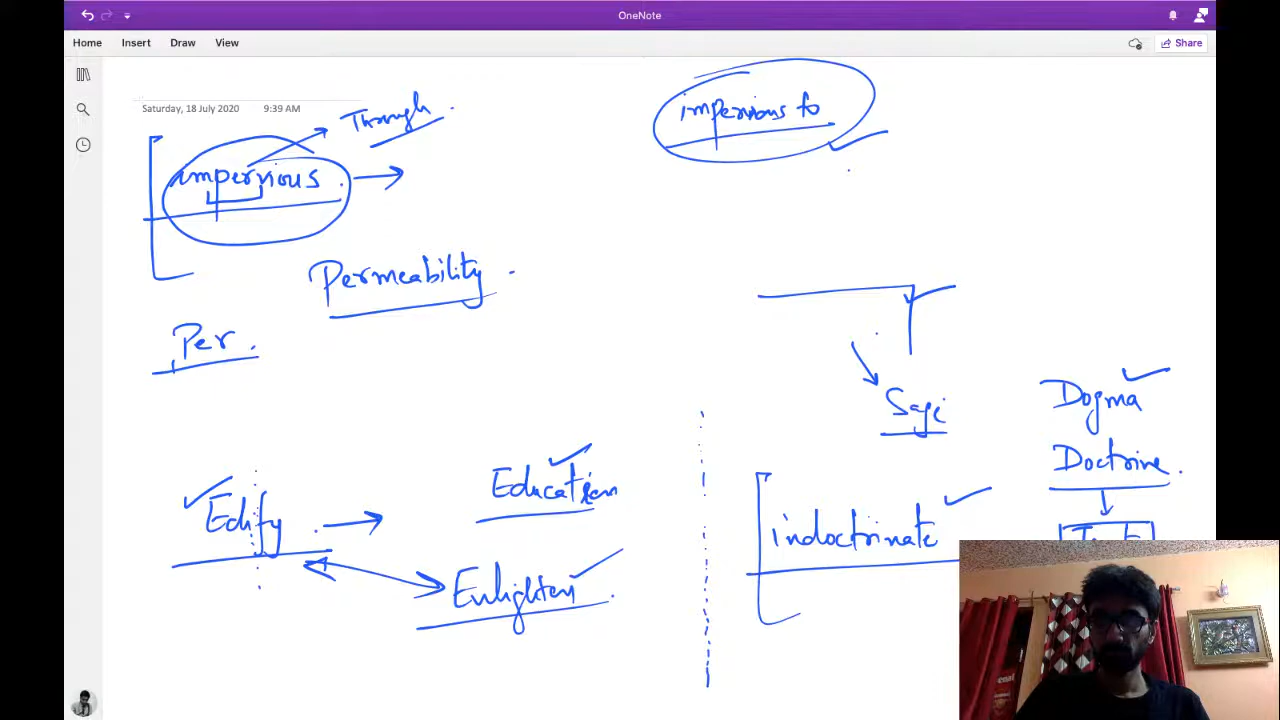 OneNote
Home Insert Draw View Share
Saturday, 18 July 2020 9:39 AM
Through
impervious to
impervious
Permeability
Per
Sage
Dogma
Doctrine
Education
Edify
indoctrinate
Enlighten